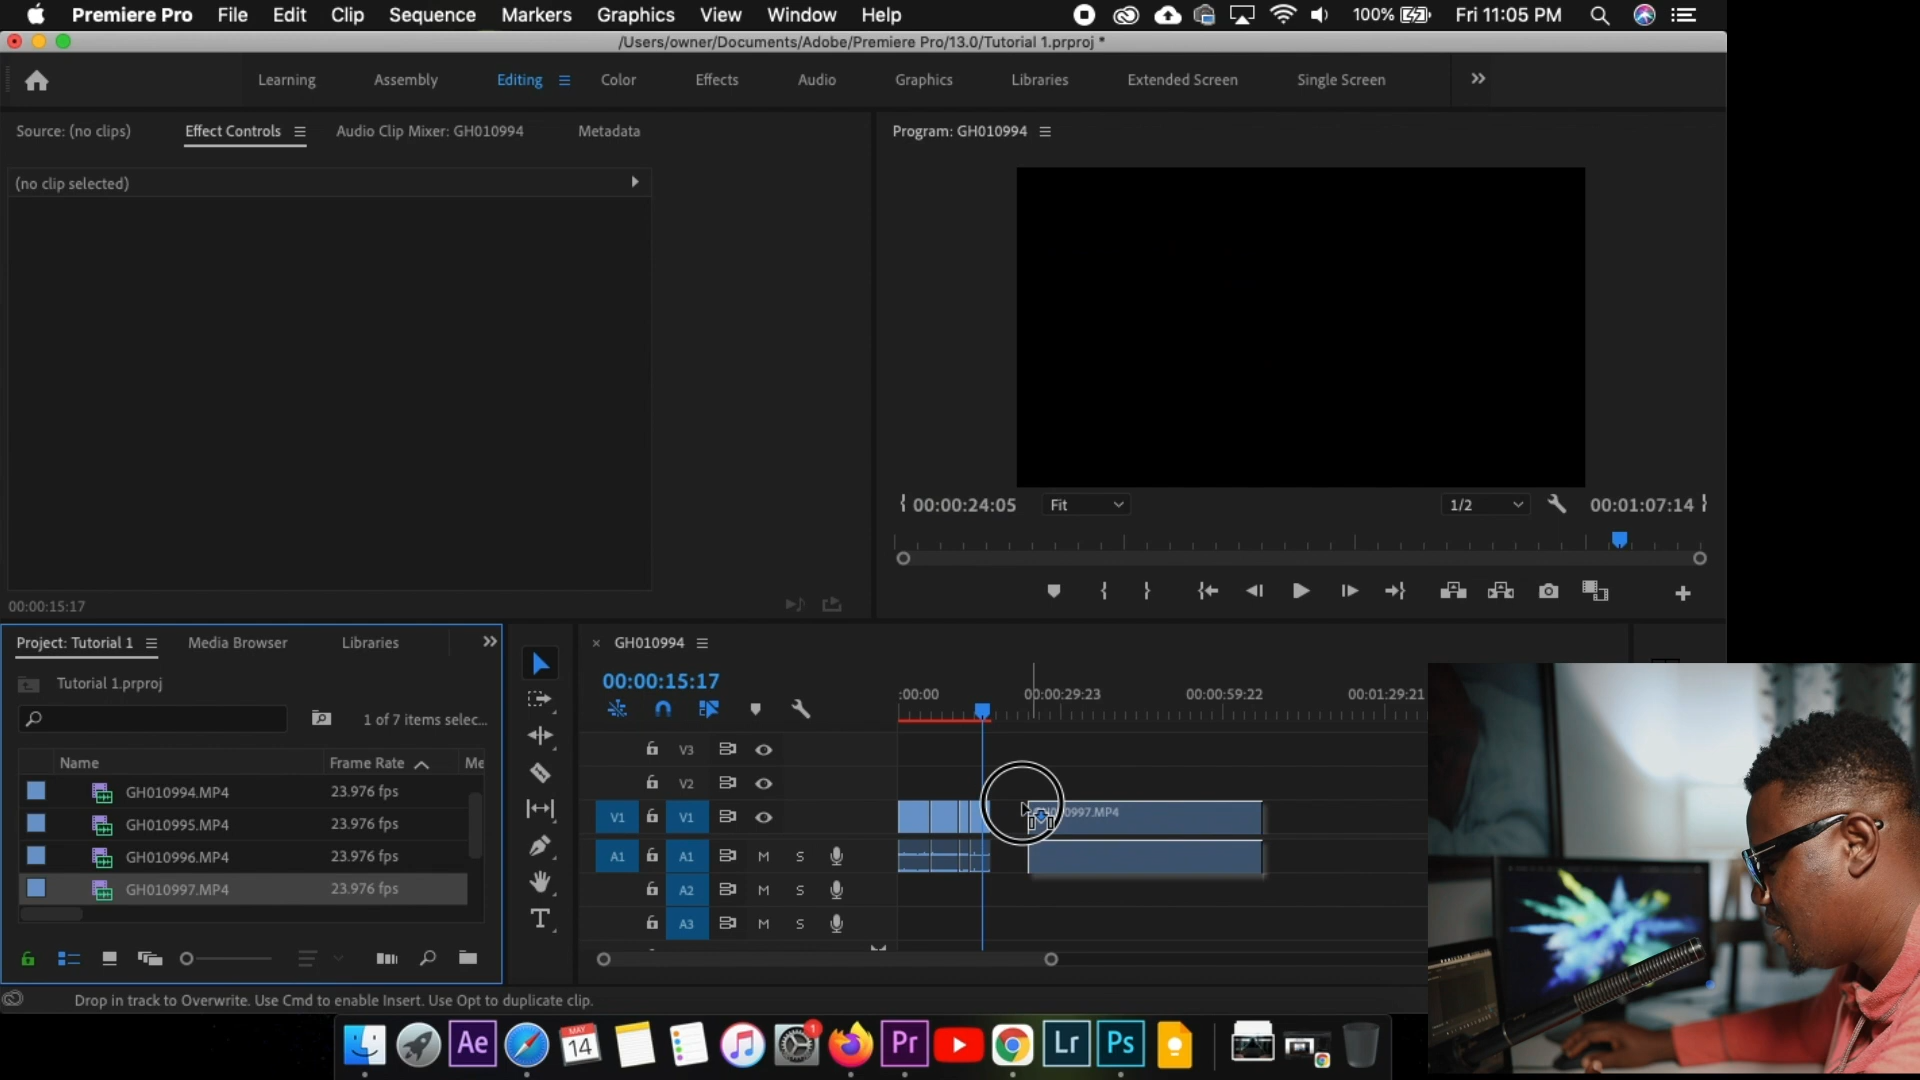 Premiere Pro File Edit Clip Sequence Markers Graphics View Window Help 100% Fri 11:05 PM
/Users/owner/Documents/Adobe/Premiere Pro/13.0/Tutorial 1.prproj *
Learning Assembly Editing Color Effects Audio Graphics Libraries Extended Screen Single Screen
Source: (no clips) Effect Controls Audio Clip Mixer: GH010994 Metadata
Program: GH010994
(no clip selected)
00:00:24:05 Fit 1/2 00:01:07:14
00:00:15:17
Project: Tutorial 1 Media Browser Libraries
GH010994
Tutorial 1.prproj
00:00:15:17
:00:00 00:00:29:23 00:00:59:22 00:01:29:21
1 of 7 items selec...
Name Frame Rate Me
GH010994.MP4 23.976 fps
GH010995.MP4 23.976 fps
GH010996.MP4 23.976 fps
GH010997.MP4 23.976 fps
V3
V2
V1 V1
A1 A1 M S
A2 M S
A3 M S
T
Drop in track to Overwrite. Use Cmd to enable Insert. Use Opt to duplicate clip.
Ae MAY 14 1 Pr Lr Ps